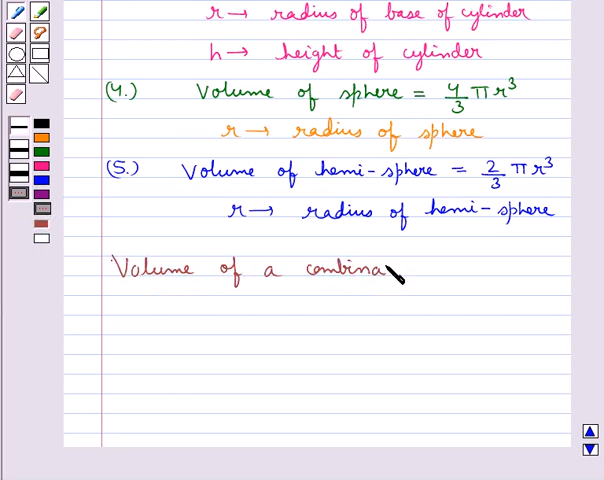 r → radius of base of cylinder
h → height of cylinder
(4.) Volume of sphere = 4/3 πr³
r → radius of sphere
(5.) Volume of hemi-sphere = 2/3 πr³
r → radius of hemi-sphere
Volume of a combina